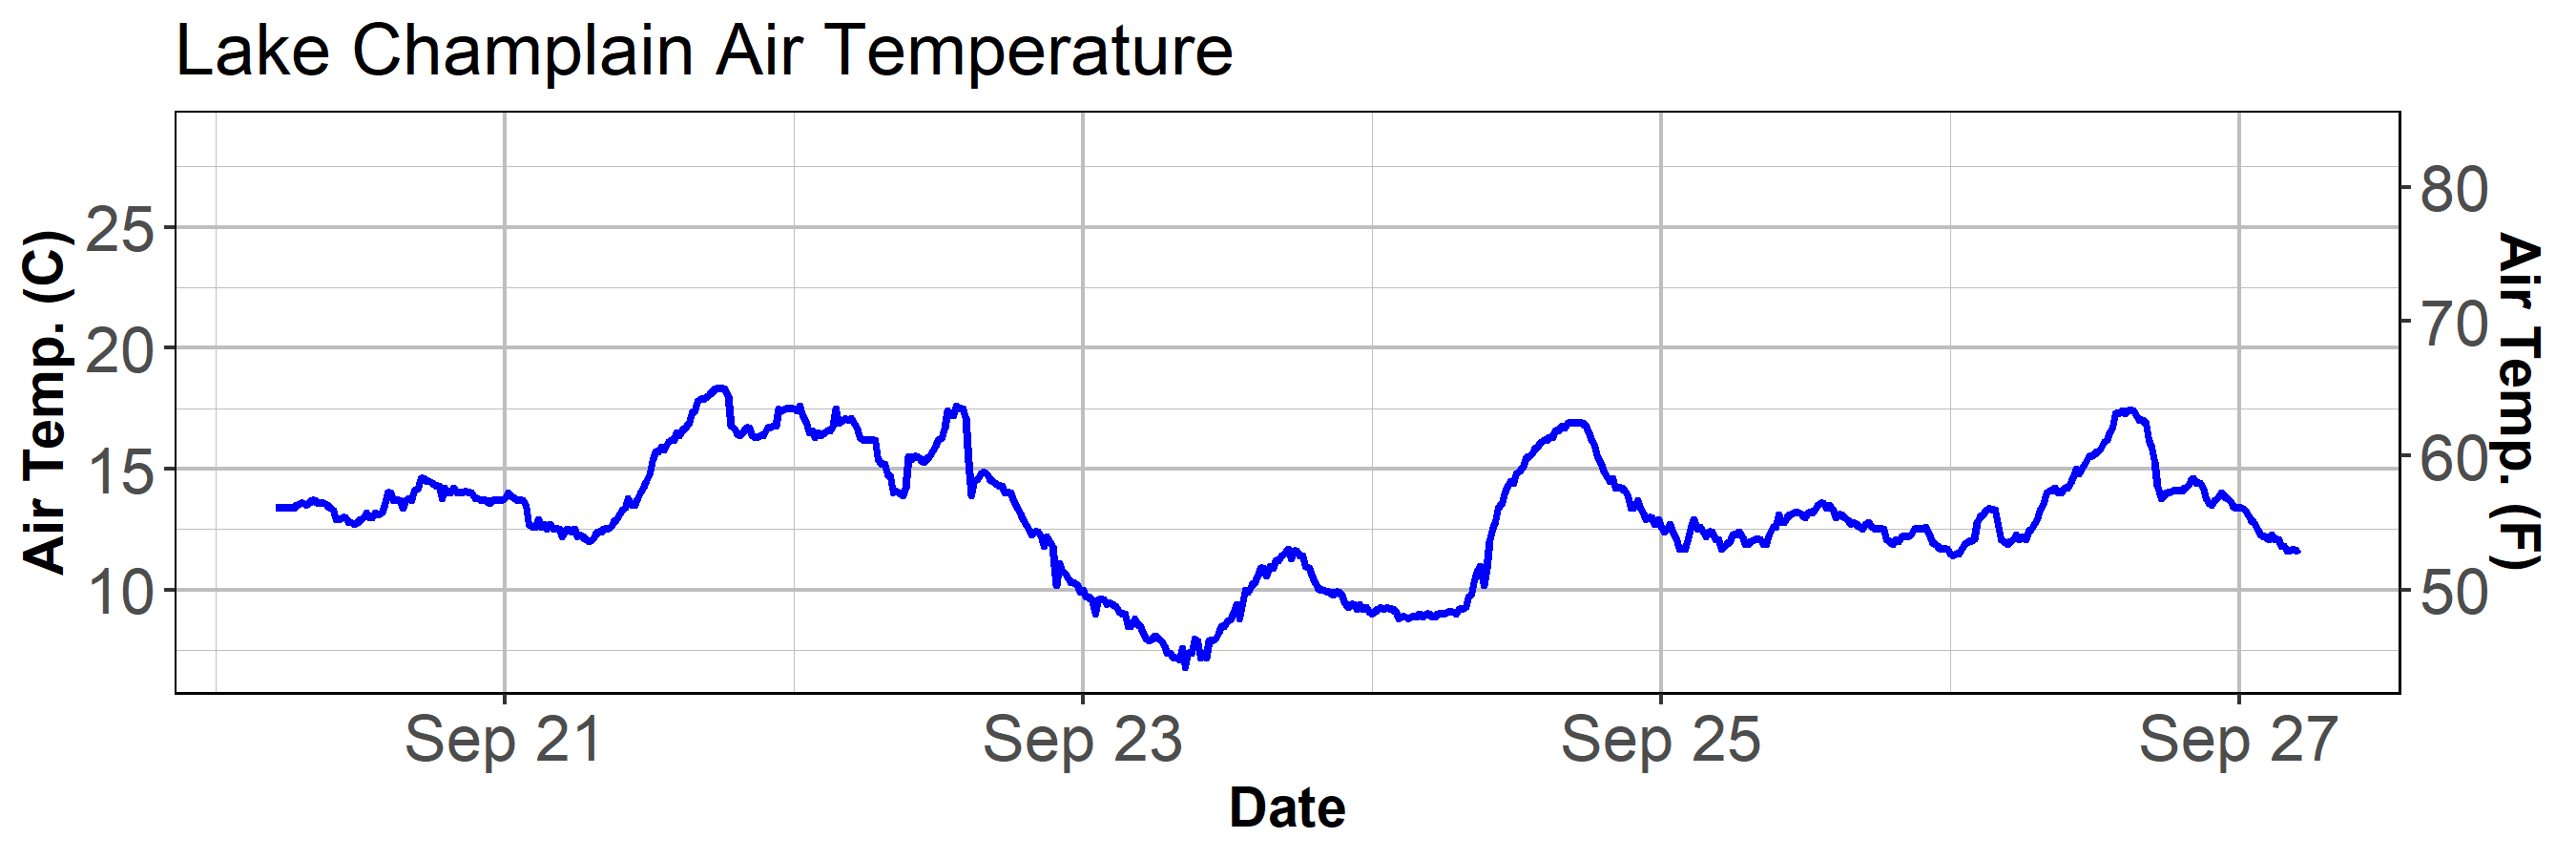 Lake Champlain Air Temperature
Air Temp. (C)
25
20
15
10
80
70
60
50
Air Temp. (F)
Sep 21
Sep 23
Sep 25
Sep 27
Date